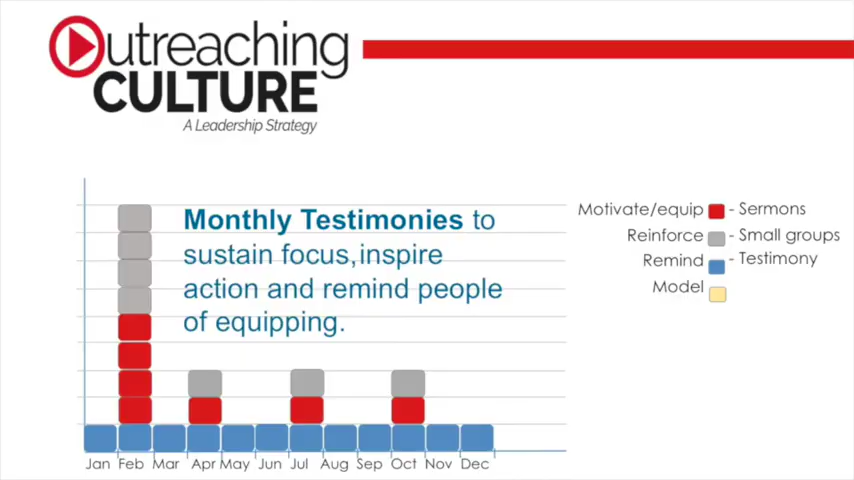 Outreaching
CULTURE
A Leadership Strategy
Monthly Testimonies to
sustain focus, inspire
action and remind people
of equipping.
Motivate/equip - Sermons
Reinforce - Small groups
Remind - Testimony
Model
Jan Feb Mar Apr May Jun Jul Aug Sep Oct Nov Dec